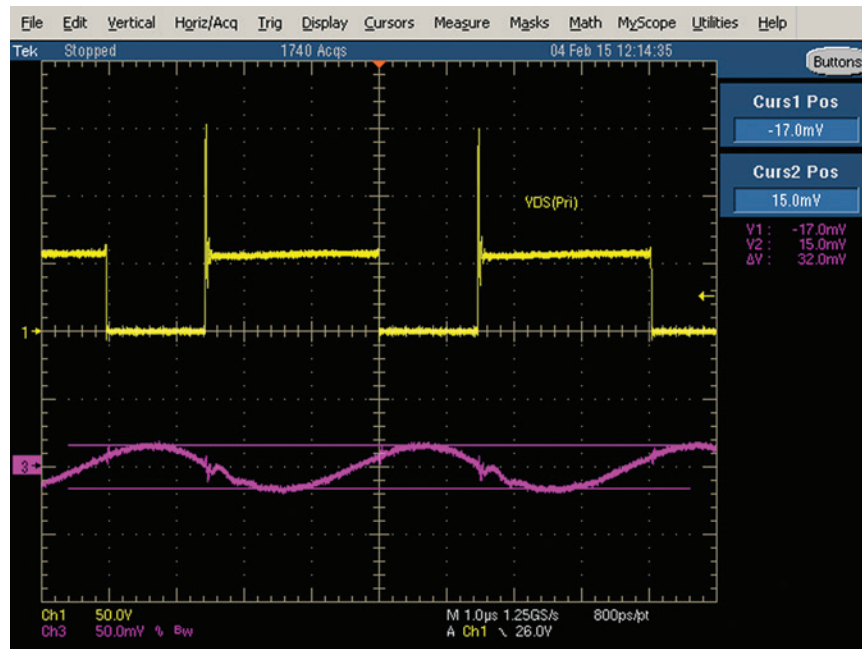 File Edit Vertical Horiz/Acq Trig Display Cursors Measure Masks Math MyScope Utilities Help
Tek Stopped 1740 Acqs 04 Feb 15 12:14:35
Buttons
Curs1 Pos
-17.0mV
Curs2 Pos
15.0mV
VDS(Pri)
V1 : -17.0mV
V2 : 15.0mV
ΔV : 32.0mV
1
3
Ch1 50.0V M 1.0µs 1.25GS/s 800ps/pt
Ch3 50.0mV BW A Ch1 26.0V